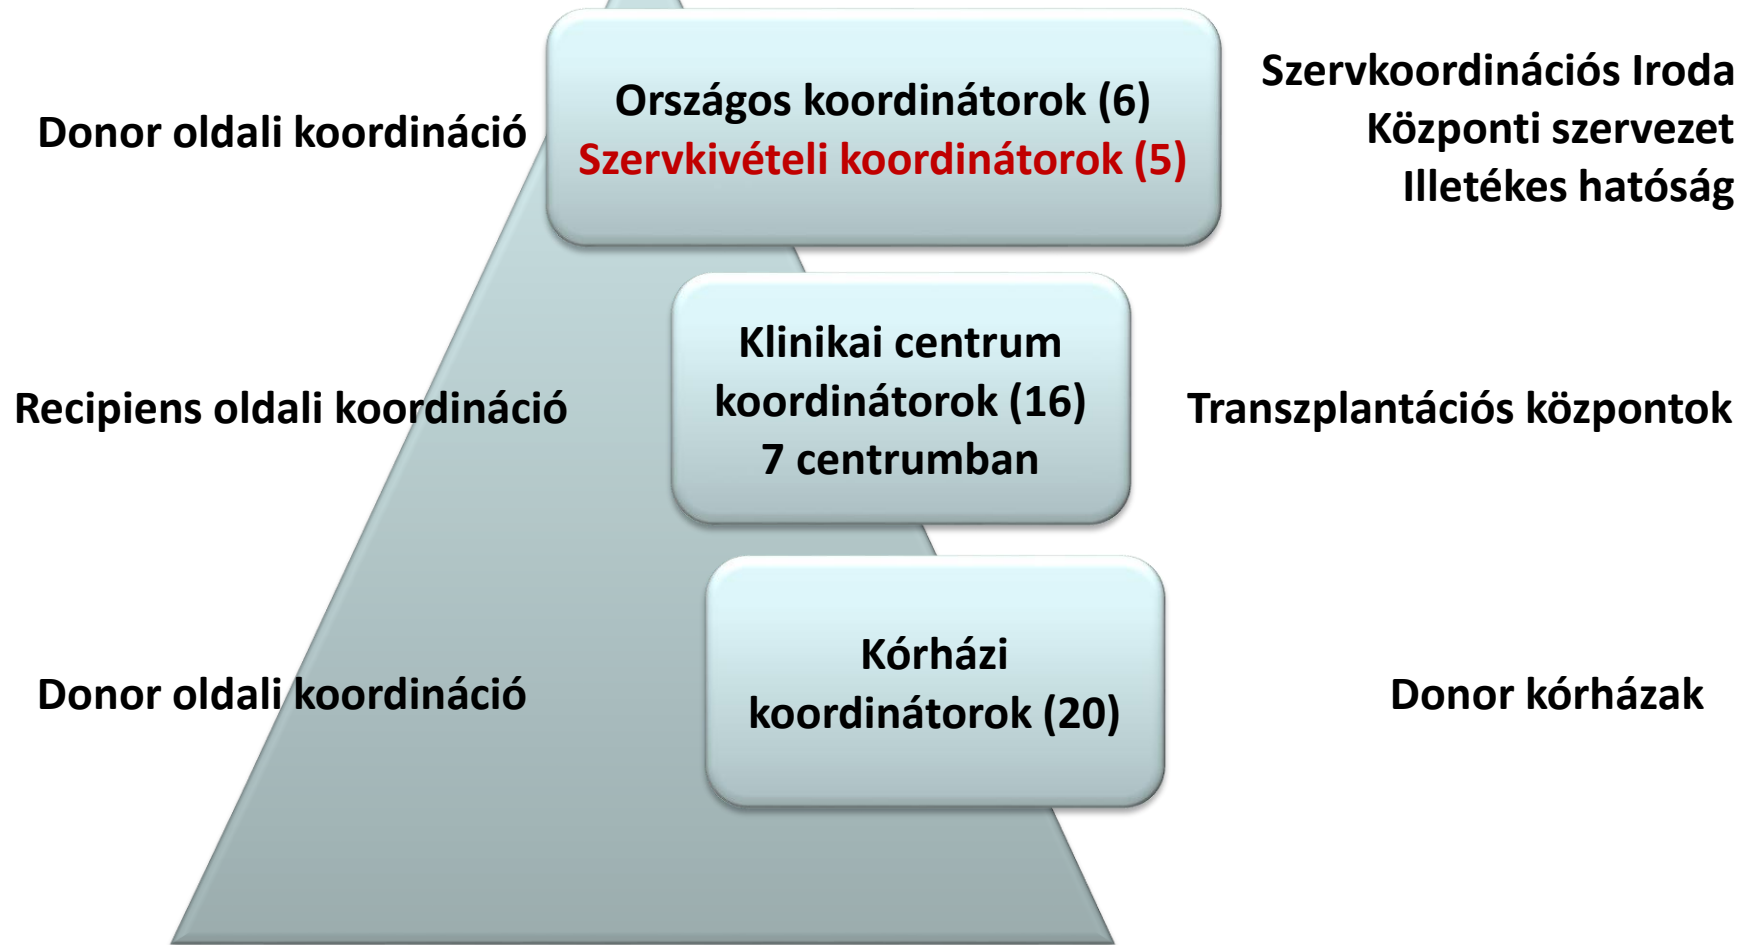 Donor oldali koordináció
Országos koordinátorok (6)
Szervkivételi koordinátorok (5)
Szervkoordinációs Iroda
Központi szervezet
Illetékes hatóság
Recipiens oldali koordináció
Klinikai centrum
koordinátorok (16)
7 centrumban
Transzplantációs központok
Donor oldali koordináció
Kórházi
koordinátorok (20)
Donor kórházak